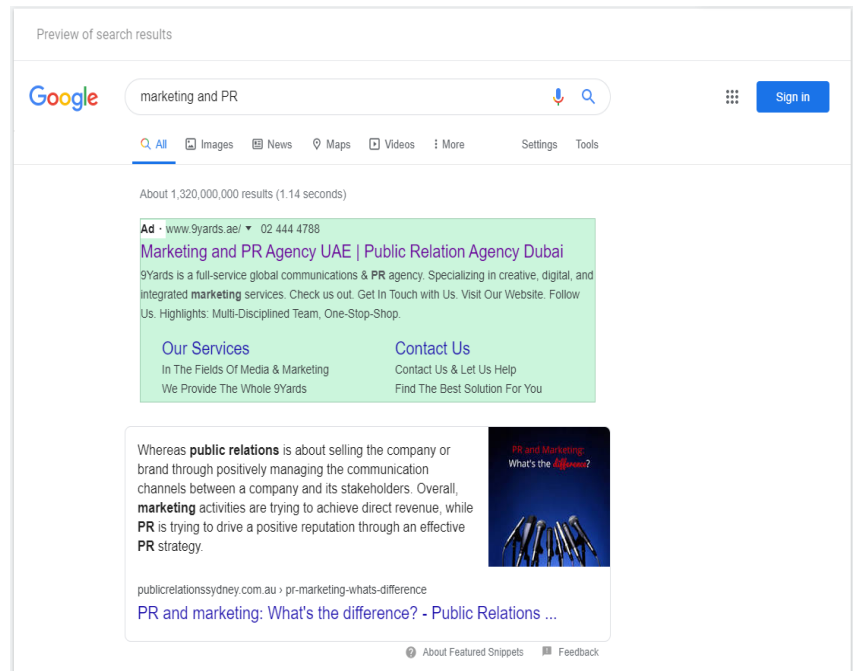 Preview of search results
Google
marketing and PR
Sign in
All Images News Maps Videos More Settings Tools
About 1,320,000,000 results (1.14 seconds)
Ad · www.9yards.ae/ 02 444 4788
Marketing and PR Agency UAE | Public Relation Agency Dubai
9Yards is a full-service global communications & PR agency. Specializing in creative, digital, and
integrated marketing services. Check us out. Get In Touch with Us. Visit Our Website. Follow
Us. Highlights: Multi-Disciplined Team, One-Stop-Shop.
Our Services
In The Fields Of Media & Marketing
We Provide The Whole 9Yards
Contact Us
Contact Us & Let Us Help
Find The Best Solution For You
Whereas public relations is about selling the company or
brand through positively managing the communication
channels between a company and its stakeholders. Overall,
marketing activities are trying to achieve direct revenue, while
PR is trying to drive a positive reputation through an effective
PR strategy.
PR and Marketing:
What's the difference?
publicrelationssydney.com.au › pr-marketing-whats-difference
PR and marketing: What's the difference? - Public Relations ...
About Featured Snippets Feedback